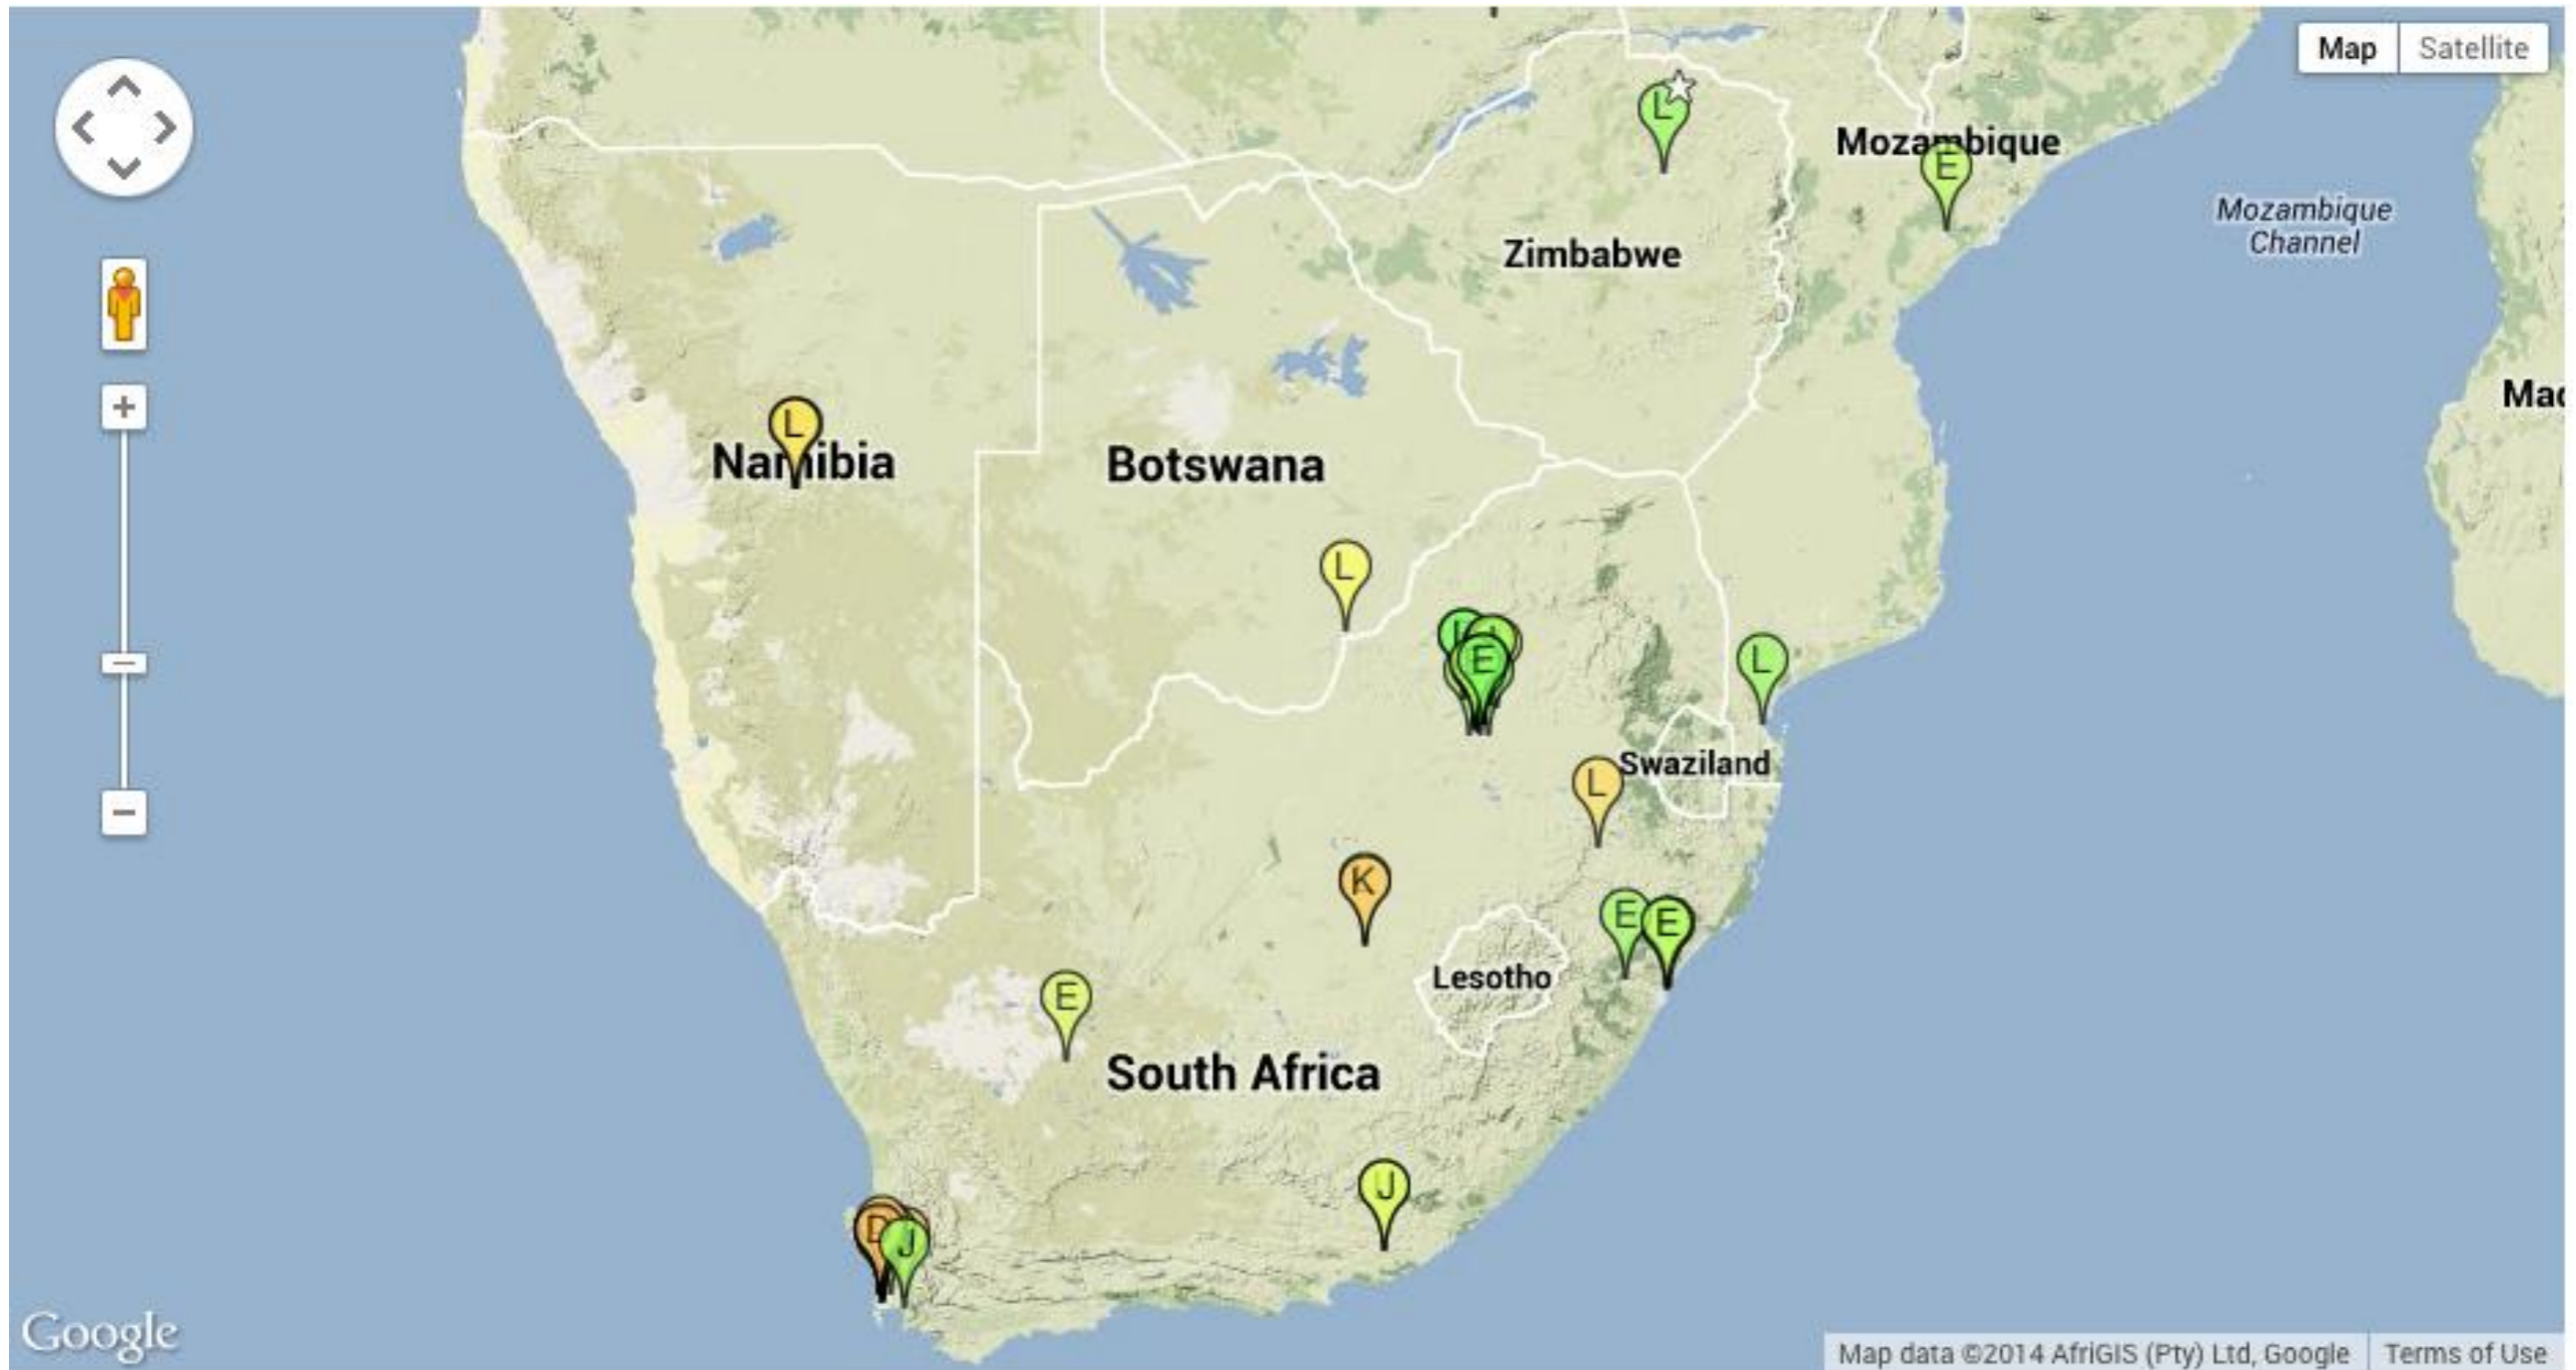 Map Satellite
L
Mozambique
E
Mozambique
Channel
Zimbabwe
Mad
L
Namibia
Botswana
L
E
L
Swaziland
L
K
E
E
Lesotho
E
South Africa
J
D
J
Google
Map data ©2014 AfriGIS (Pty) Ltd, Google
Terms of Use